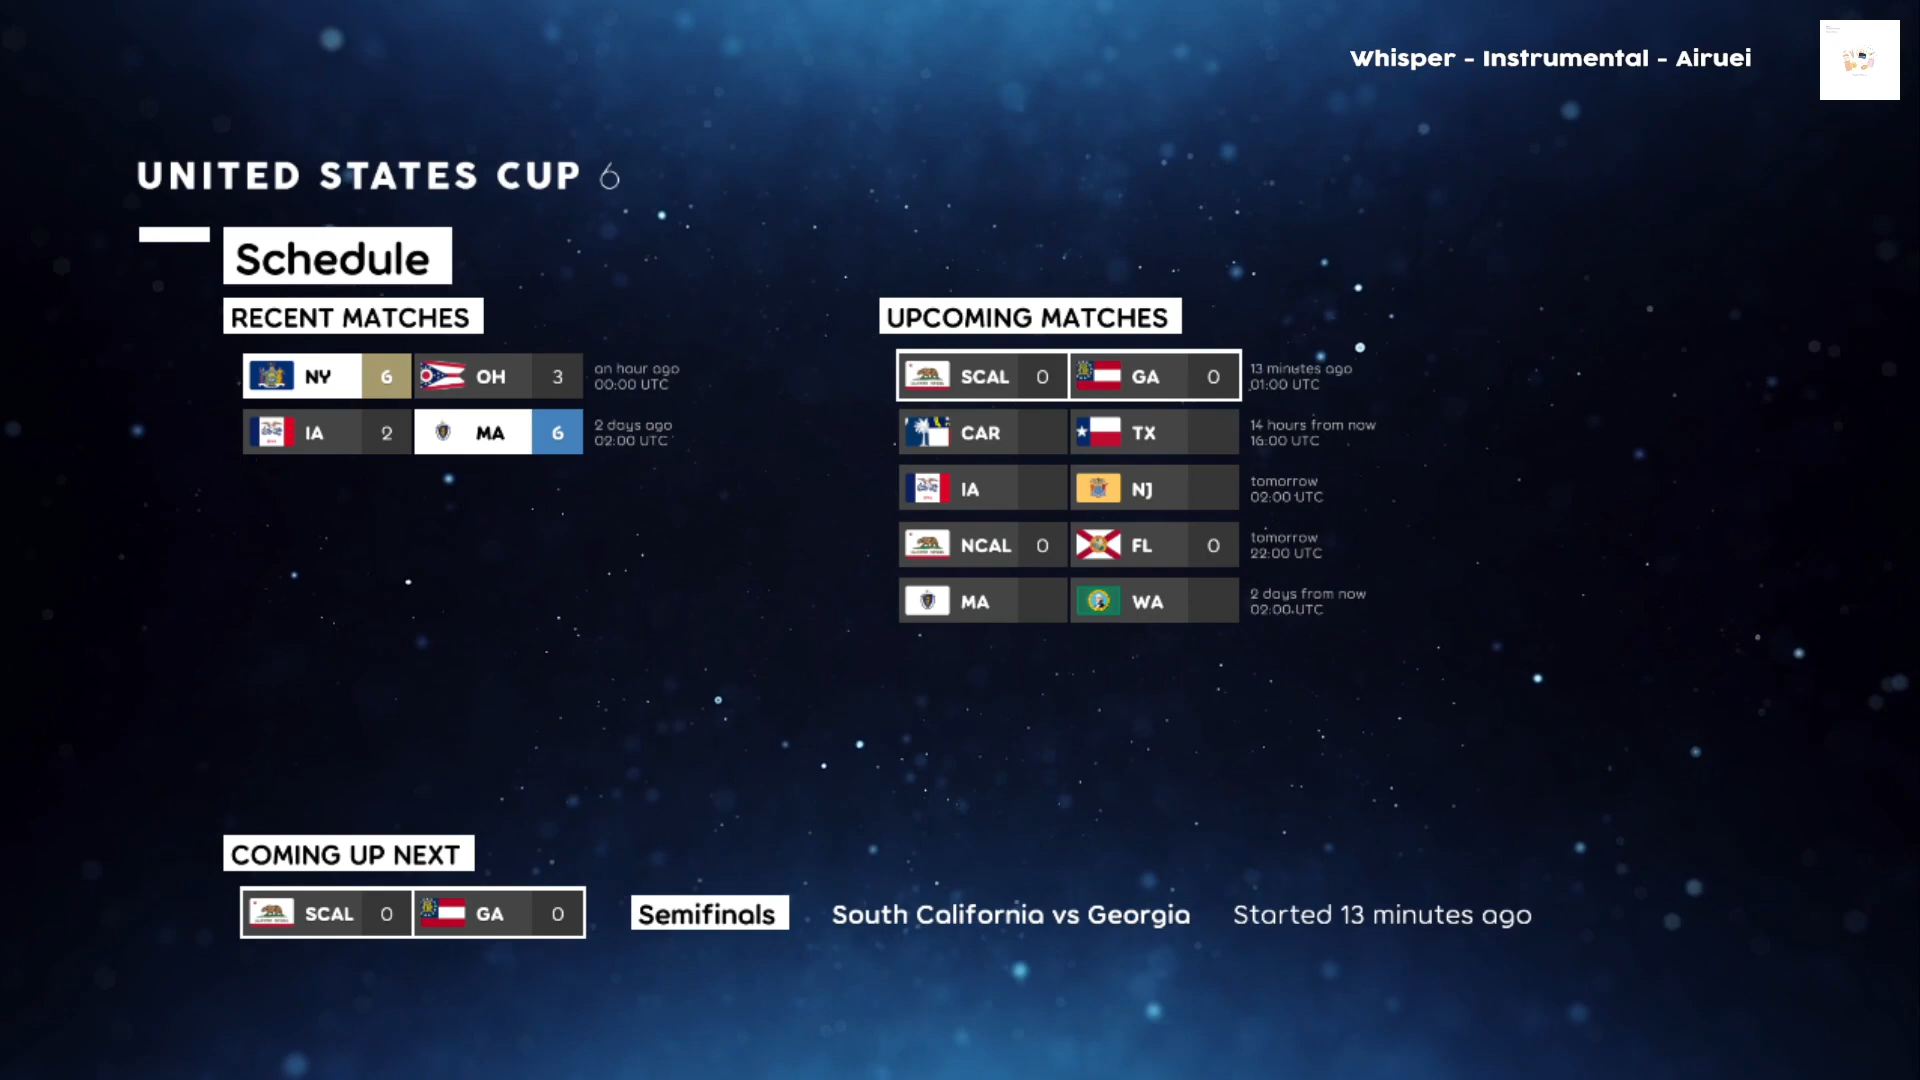 Whisper - Instrumental - Airuei
UNITED STATES CUP 6
Schedule
RECENT MATCHES
NY 6 OH 3 an hour ago
00:00 UTC
IA 2 MA 6 2 days ago
02:00 UTC
UPCOMING MATCHES
SCAL 0 GA 0 13 minutes ago
01:00 UTC
CAR TX 14 hours from now
16:00 UTC
IA NJ tomorrow
02:00 UTC
NCAL 0 FL 0 tomorrow
22:00 UTC
MA WA 2 days from now
02:00 UTC
COMING UP NEXT
SCAL 0 GA 0 Semifinals South California vs Georgia Started 13 minutes ago